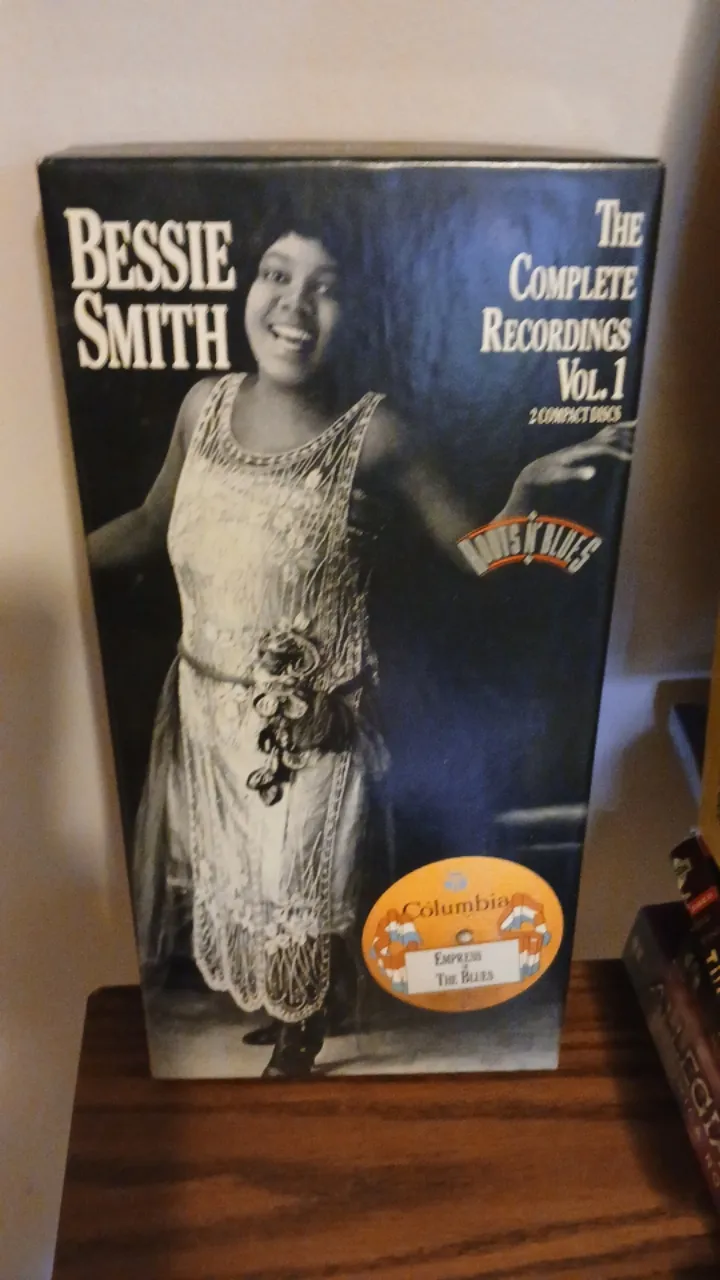 BESSIE
SMITH
THE
COMPLETE
RECORDINGS
VOL. 1
2 COMPACT DISCS
ROOTS N' BLUES
Columbia
EMPRESS
of
THE BLUES